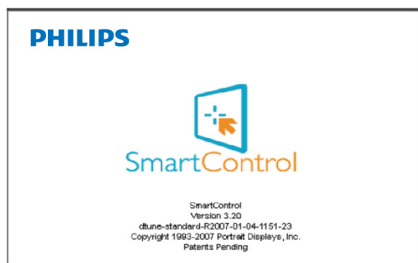 PHILIPS
SmartControl
SmartControl
Version 3.20
dtune-standard-R2007-01-04-1151-23
Copyright 1993-2007 Portrait Displays, Inc.
Patents Pending